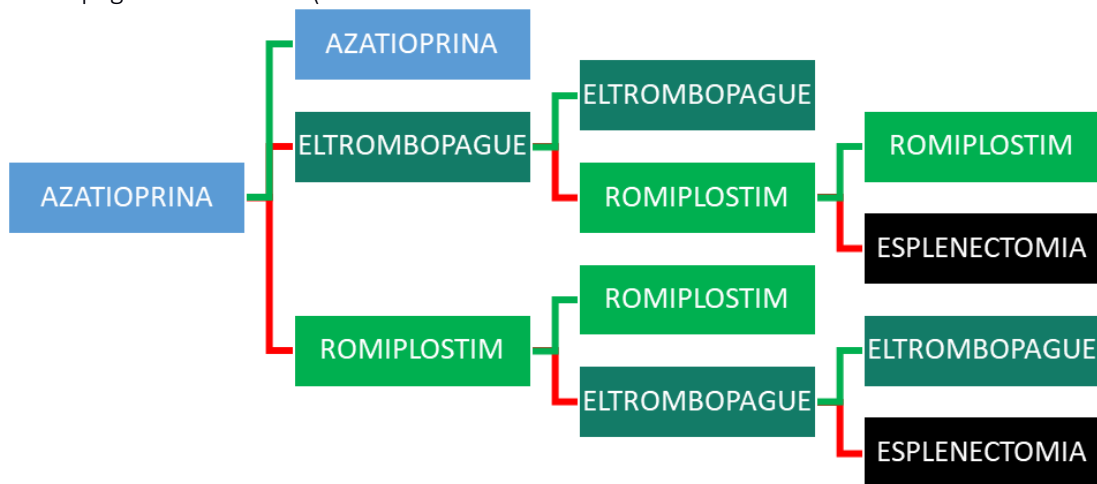 AZATIOPRINA
AZATIOPRINA
ELTROMBOPAGUE
ROMIPLOSTIM
ELTROMBOPAGUE
ROMIPLOSTIM
ROMIPLOSTIM
ELTROMBOPAGUE
ROMIPLOSTIM
ESPLENECTOMIA
ELTROMBOPAGUE
ESPLENECTOMIA